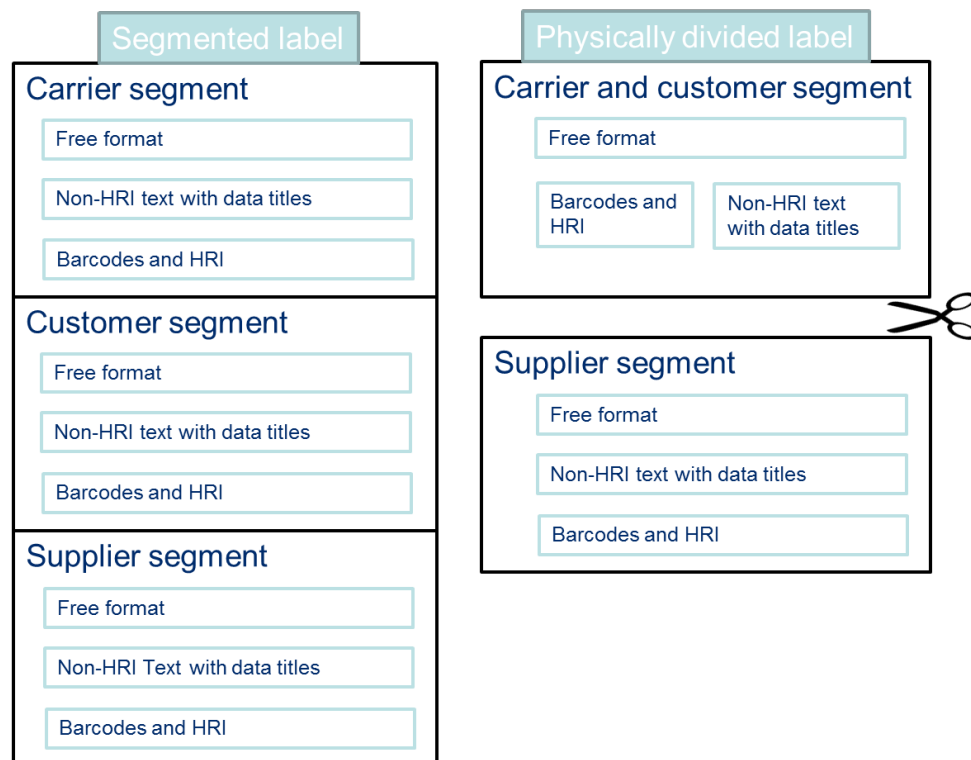 Segmented label
Carrier segment
Free format
Non-HRI text with data titles
Barcodes and HRI
Customer segment
Free format
Non-HRI text with data titles
Barcodes and HRI
Supplier segment
Free format
Non-HRI Text with data titles
Barcodes and HRI
Physically divided label
Carrier and customer segment
Free format
Barcodes and
HRI
Non-HRI text
with data titles
Supplier segment
Free format
Non-HRI text with data titles
Barcodes and HRI